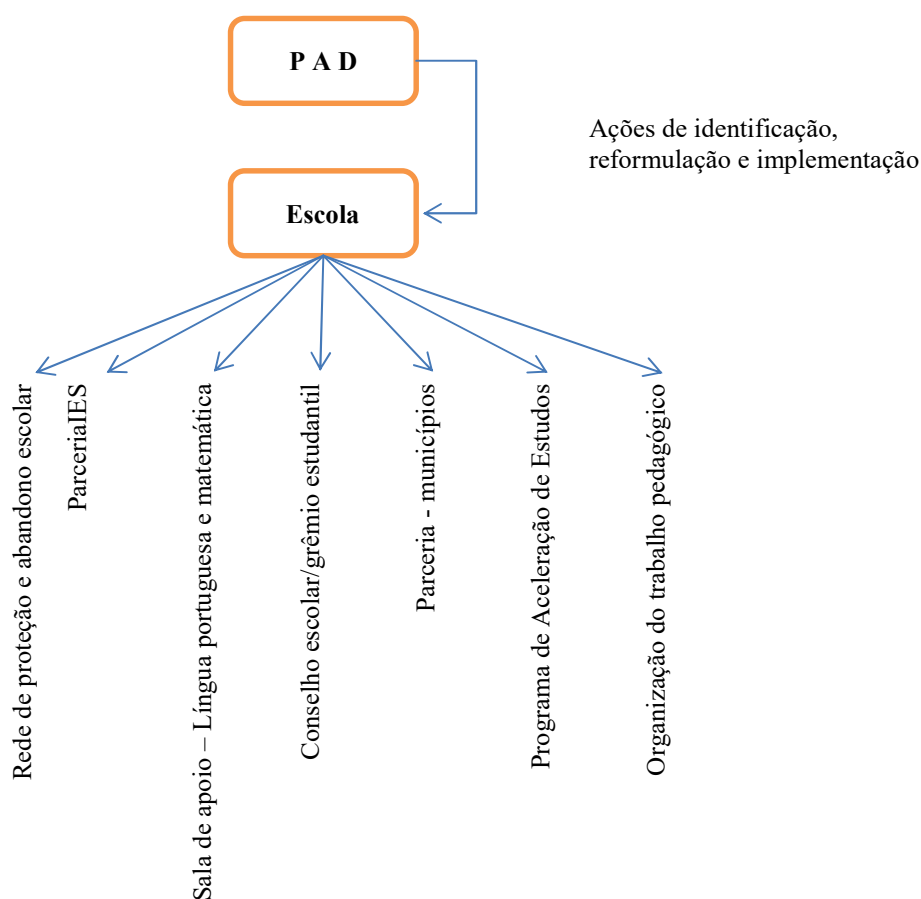 P A D
Ações de identificação,
reformulação e implementação
Escola
Rede de proteção e abandono escolar
ParceriaIES
Sala de apoio – Língua portuguesa e matemática
Conselho escolar/grêmio estudantil
Parceria - municípios
Programa de Aceleração de Estudos
Organização do trabalho pedagógico